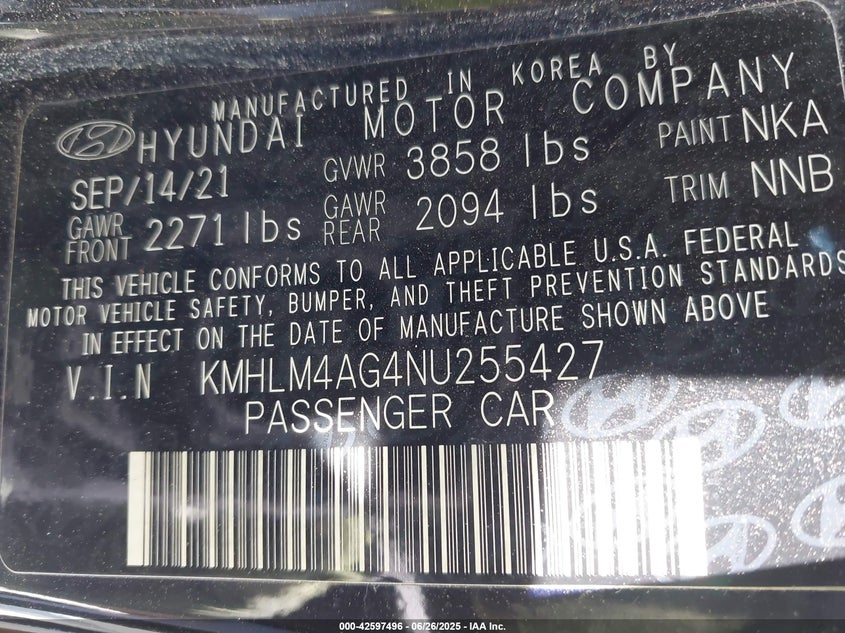 MANUFACTURED IN KOREA BY
HYUNDAI MOTOR COMPANY
SEP/14/21 GVWR 3858 lbs PAINT NKA
GAWR FRONT 2271 lbs GAWR REAR 2094 lbs TRIM NNB
THIS VEHICLE CONFORMS TO ALL APPLICABLE U.S.A. FEDERAL
MOTOR VEHICLE SAFETY, BUMPER, AND THEFT PREVENTION STANDARDS
IN EFFECT ON THE DATE OF MANUFACTURE SHOWN ABOVE
V.I.N KMHLM4AG4NU255427
PASSENGER CAR
000-42597496 - 06/26/2025 - IAA Inc.